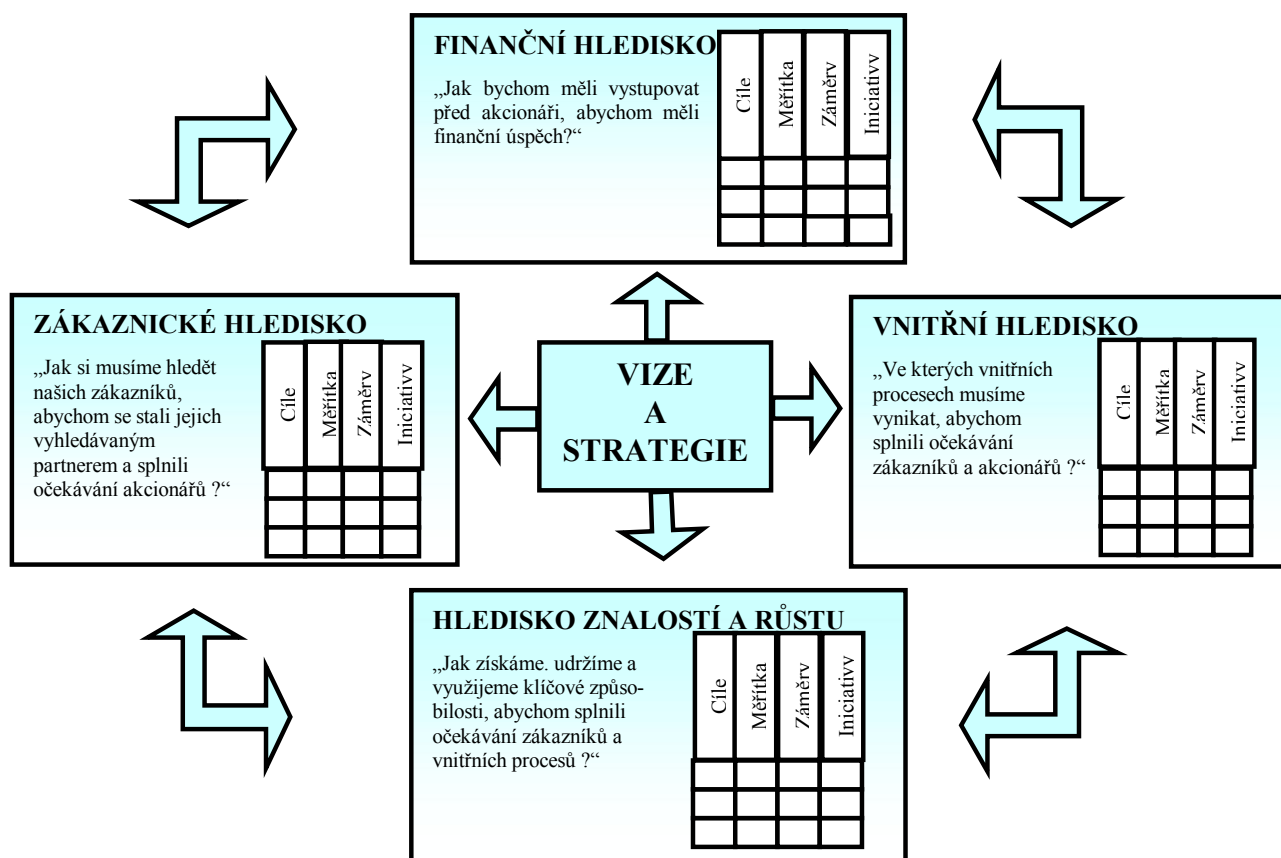 FINANČNÍ HLEDISKO
„Jak bychom měli vystupovat
před akcionáři, abychom měli
finanční úspěch?“
Cíle
Měřítka
Záměrv
Iniciativv
ZÁKAZNICKÉ HLEDISKO
„Jak si musíme hledět
našich zákazníků,
abychom se stali jejich
vyhledávaným
partnerem a splnili
očekávání akcionářů ?“
Cíle
Měřítka
Záměrv
Iniciativv
VIZE
A
STRATEGIE
VNITŘNÍ HLEDISKO
„Ve kterých vnitřních
procesech musíme
vynikat, abychom
splnili očekávání
zákazníků a akcionářů ?“
Cíle
Měřítka
Záměrv
Iniciativv
HLEDISKO ZNALOSTÍ A RŮSTU
„Jak získáme. udržíme a
využijeme klíčové způso-
bilosti, abychom splnili
očekávání zákazníků a
vnitřních procesů ?“
Cíle
Měřítka
Záměrv
Iniciativv